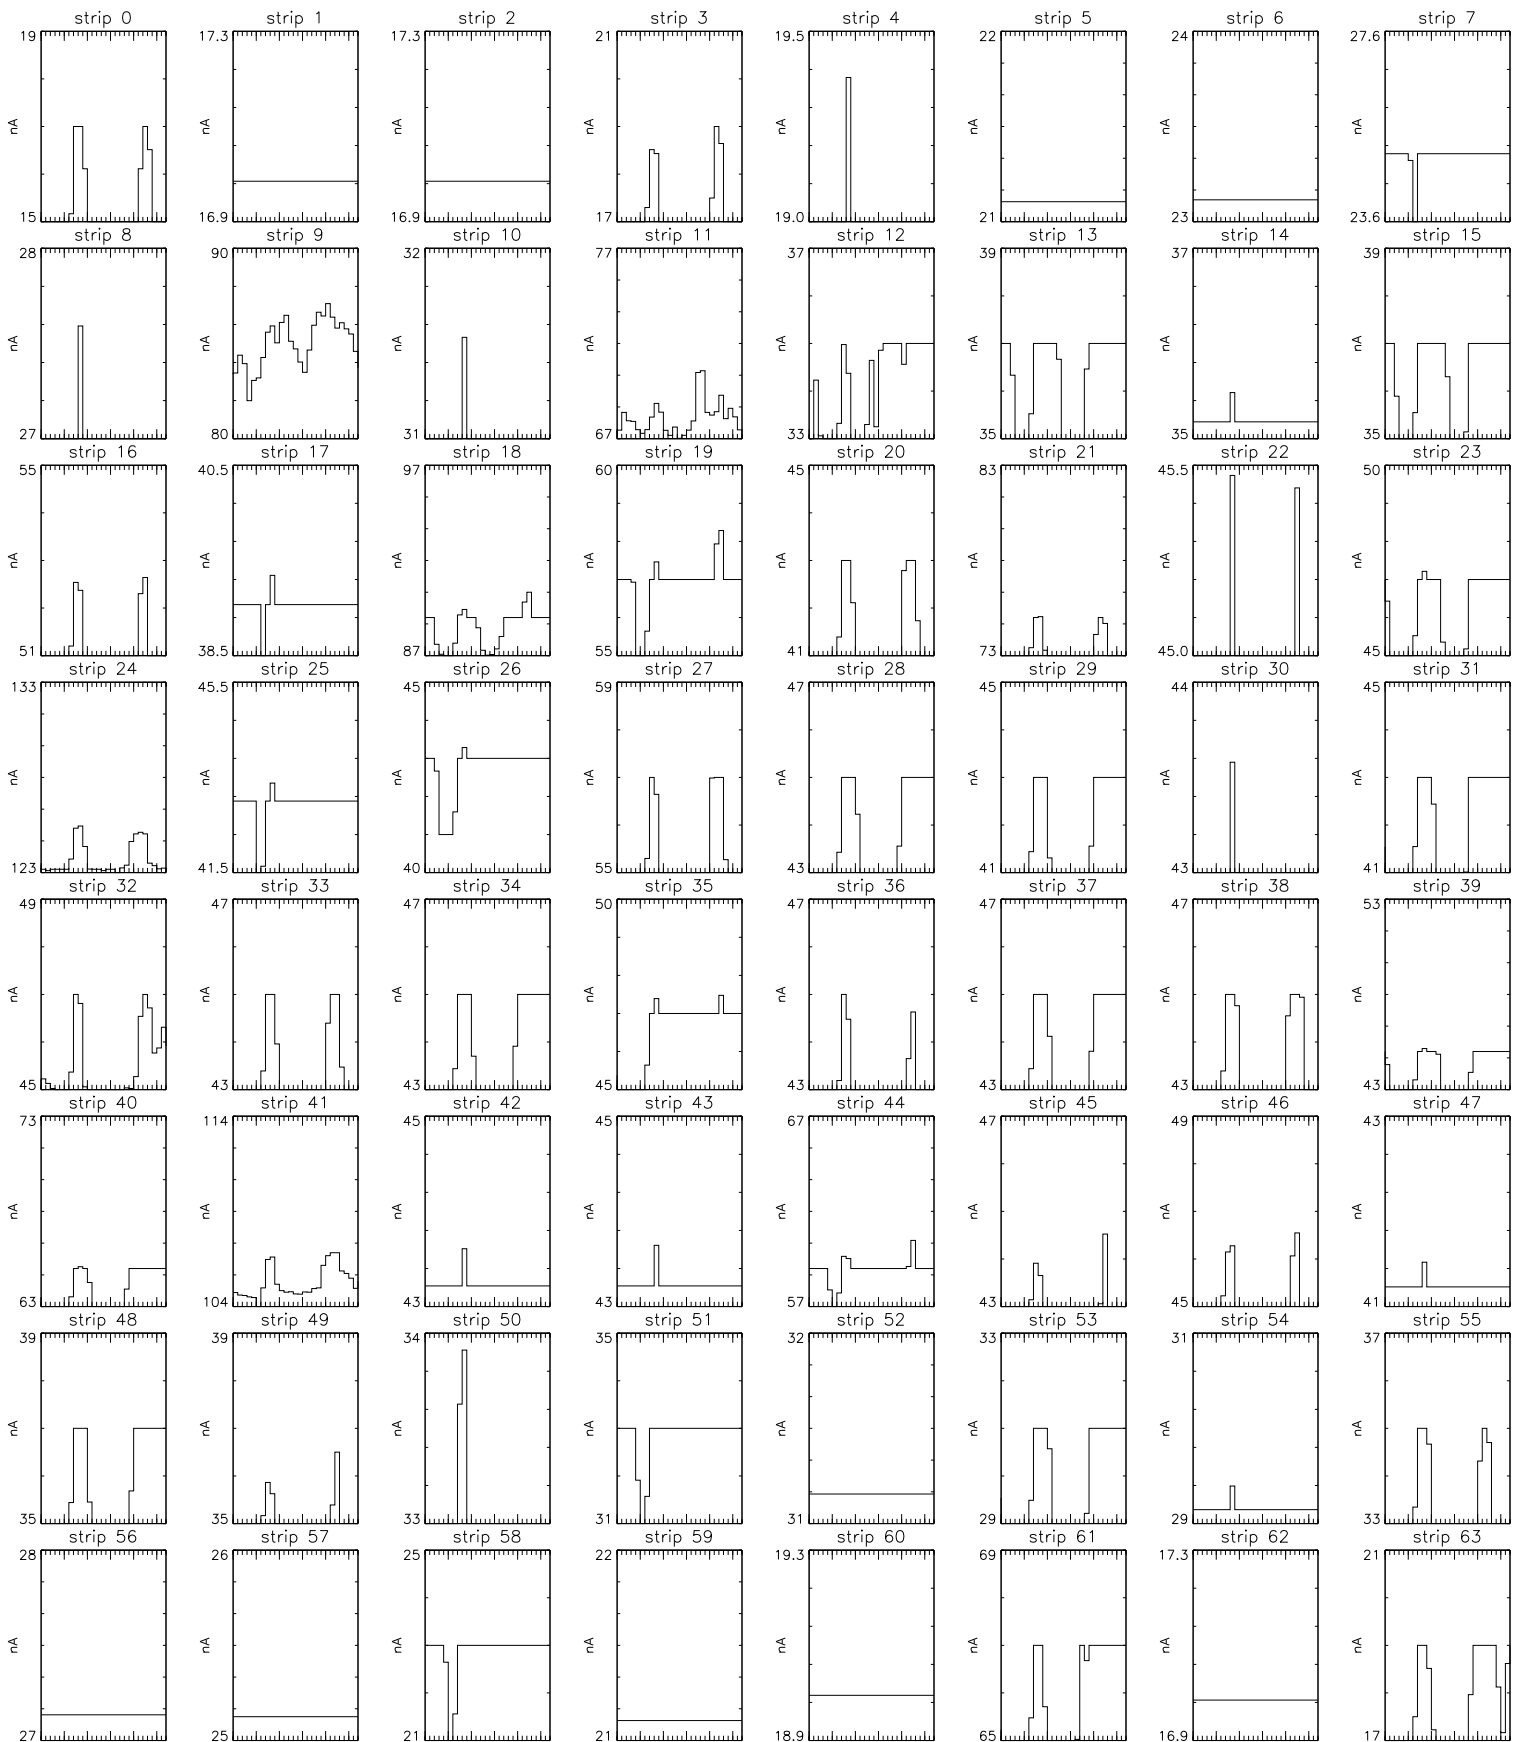 strip 0 strip 1 strip 2 strip 3 strip 4 strip 5 strip 6 strip 7
19 17.3 17.3 21 19.5 22 24 27.6
nA nA nA nA nA nA nA nA
15 16.9 16.9 17 19.0 21 23 23.6
strip 8 strip 9 strip 10 strip 11 strip 12 strip 13 strip 14 strip 15
28 90 32 77 37 39 37 39
nA nA nA nA nA nA nA nA
27 80 31 67 33 35 35 35
strip 16 strip 17 strip 18 strip 19 strip 20 strip 21 strip 22 strip 23
55 40.5 97 60 45 83 45.5 50
nA nA nA nA nA nA nA nA
51 38.5 87 55 41 73 45.0 45
strip 24 strip 25 strip 26 strip 27 strip 28 strip 29 strip 30 strip 31
133 45.5 45 59 47 45 44 45
nA nA nA nA nA nA nA nA
123 41.5 40 55 43 41 43 41
strip 32 strip 33 strip 34 strip 35 strip 36 strip 37 strip 38 strip 39
49 47 47 50 47 47 47 53
nA nA nA nA nA nA nA nA
45 43 43 45 43 43 43 43
strip 40 strip 41 strip 42 strip 43 strip 44 strip 45 strip 46 strip 47
73 114 45 45 67 47 49 43
nA nA nA nA nA nA nA nA
63 104 43 43 57 43 45 41
strip 48 strip 49 strip 50 strip 51 strip 52 strip 53 strip 54 strip 55
39 39 34 35 32 33 31 37
nA nA nA nA nA nA nA nA
35 35 33 31 31 29 29 33
strip 56 strip 57 strip 58 strip 59 strip 60 strip 61 strip 62 strip 63
28 26 25 22 19.3 69 17.3 21
nA nA nA nA nA nA nA nA
27 25 21 21 18.9 65 16.9 17